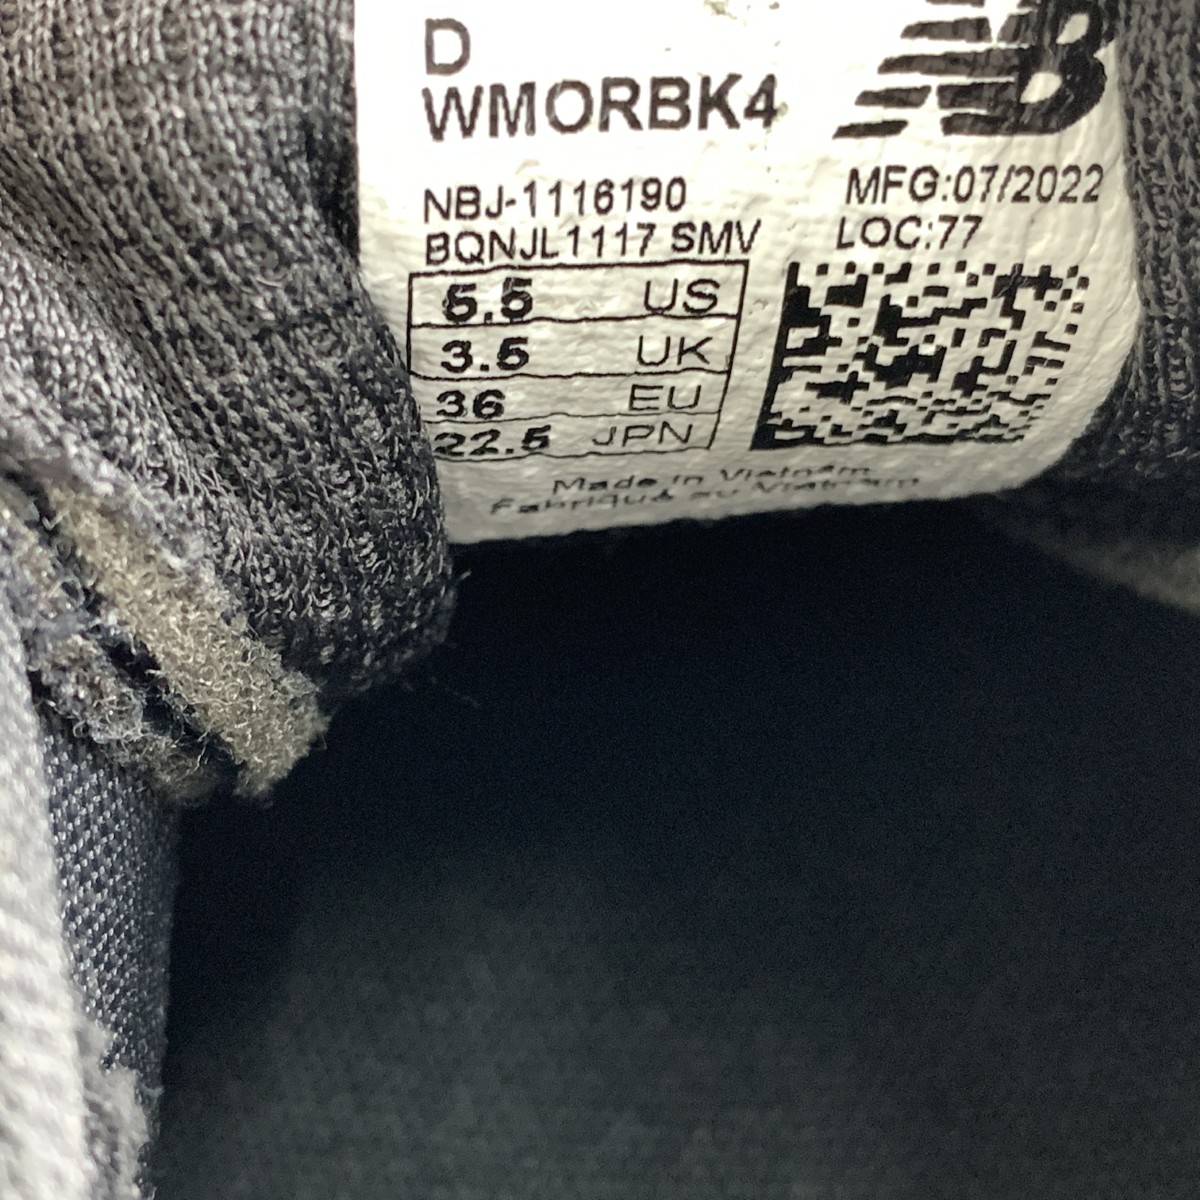 D
WMORBK4
NB
NBJ-1116190
MFG:07/2022
BQNJL1117 SMV
LOC:77
5.5 US
3.5 UK
36 EU
22.5 JPN
Made in Vietnam
Fabriqué au Vietnam